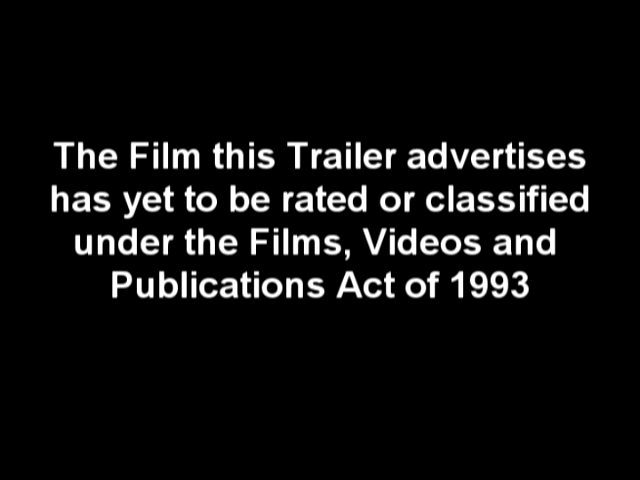 The Film this Trailer advertises
has yet to be rated or classified
under the Films, Videos and
Publications Act of 1993